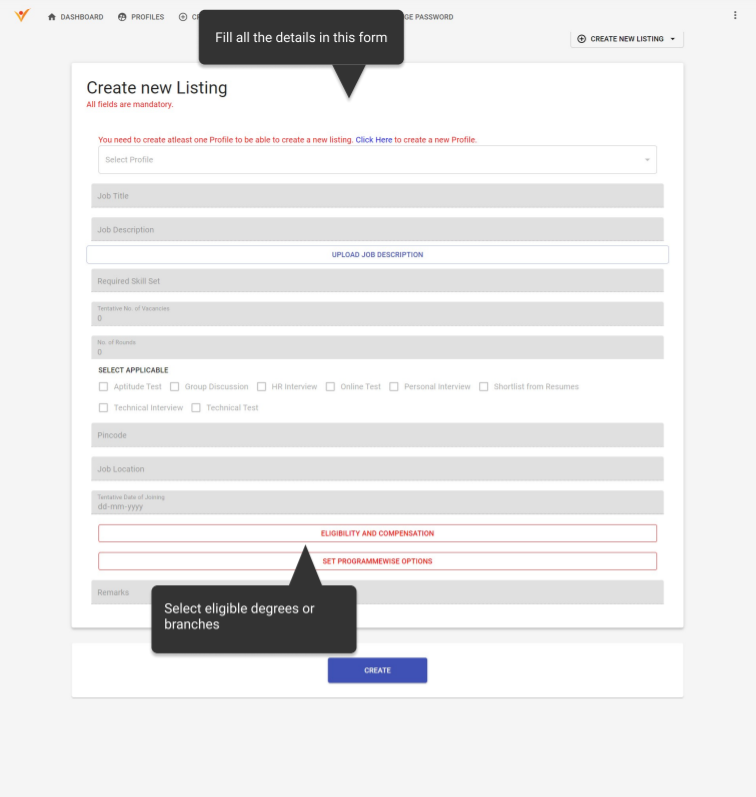 DASHBOARD PROFILES GE PASSWORD
Fill all the details in this form
CREATE NEW LISTING
Create new Listing
All fields are mandatory.
You need to create atleast one Profile to be able to create a new listing. Click Here to create a new Profile.
Select Profile
Job Title
Job Description
UPLOAD JOB DESCRIPTION
Required Skill Set
Tentative No. of Vacancies
0
No. of Rounds
0
SELECT APPLICABLE
Aptitude Test Group Discussion HR Interview Online Test Personal Interview Shortlist from Resumes
Technical Interview Technical Test
Pincode
Job Location
Tentative Date of Joining
dd-mm-yyyy
ELIGIBILITY AND COMPENSATION
SET PROGRAMMEWISE OPTIONS
Remarks
Select eligible degrees or
branches
CREATE